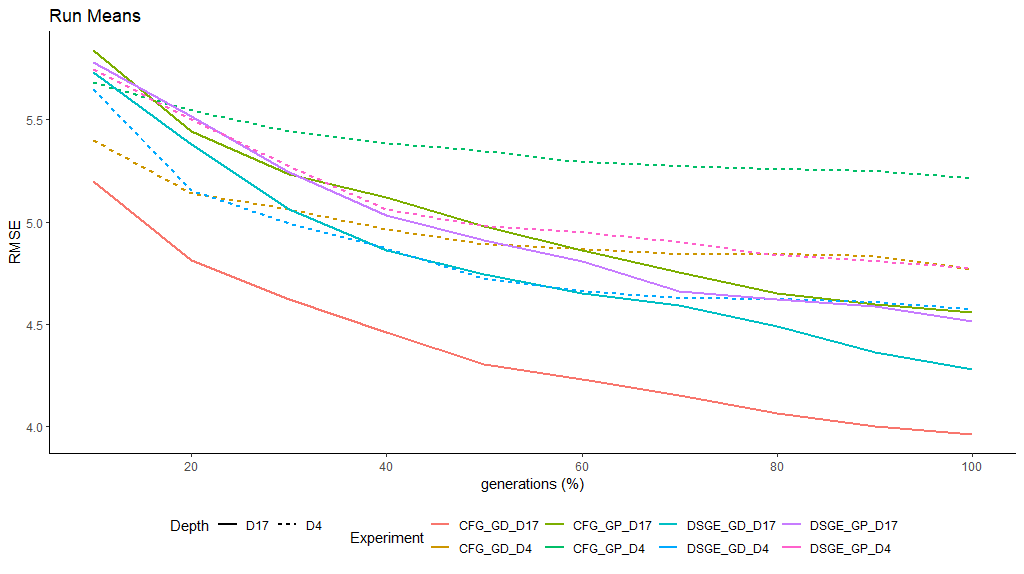 Run Means
RMSE
5.5
5.0
4.5
4.0
20 40 60 80 100
generations (%)
Depth D17 D4
Experiment
CFG_GD_D17 CFG_GP_D17 DSGE_GD_D17 DSGE_GP_D17
CFG_GD_D4 CFG_GP_D4 DSGE_GD_D4 DSGE_GP_D4